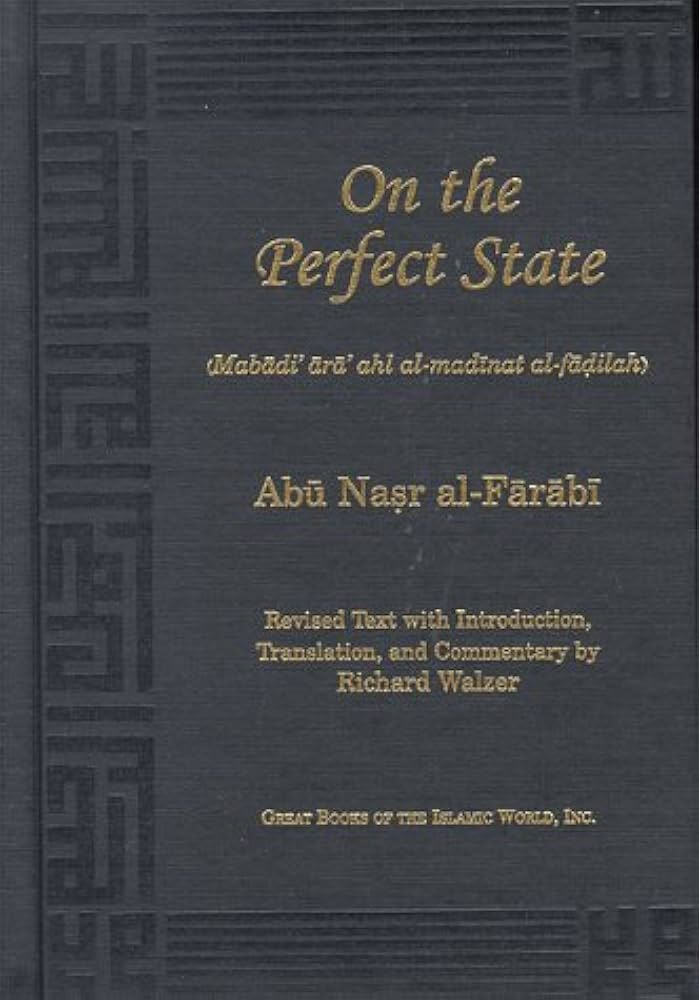 On the
Perfect State
(Mabādi' ārā' ahl al-madīnat al-fāḍilah)
Abū Naṣr al-Fārābī
Revised Text with Introduction,
Translation, and Commentary by
Richard Walzer
GREAT BOOKS OF THE ISLAMIC WORLD, INC.